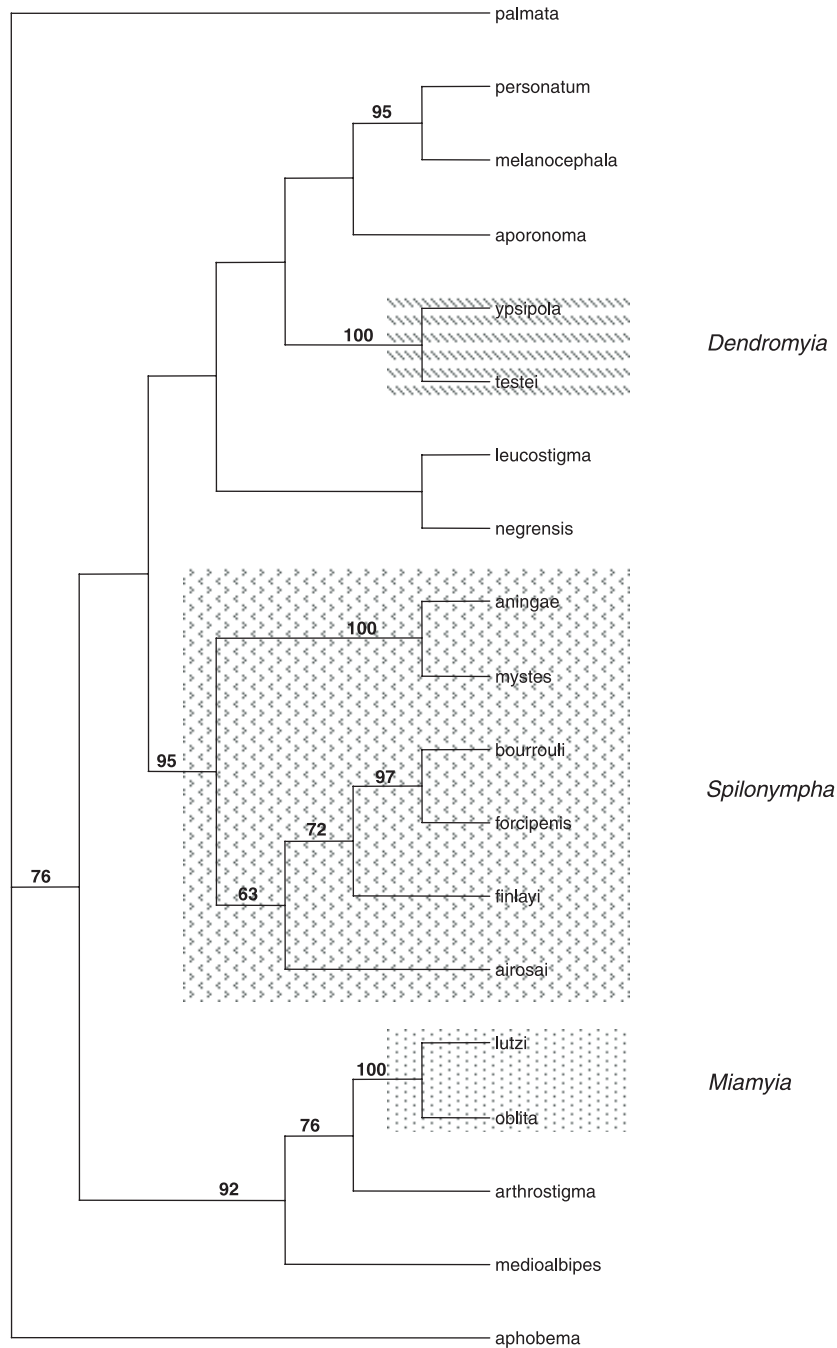 palmata
personatum
95
melanocephala
aporonoma
ypsipola
100
Dendromyia
testei
leucostigma
negrensis
aningae
100
mystes
bourrouli
95
97
Spilonympha
forcipenis
72
76
63
finlayi
airosai
lutzi
100
Miamyia
oblita
76
arthrostigma
92
medioalbipes
aphobema